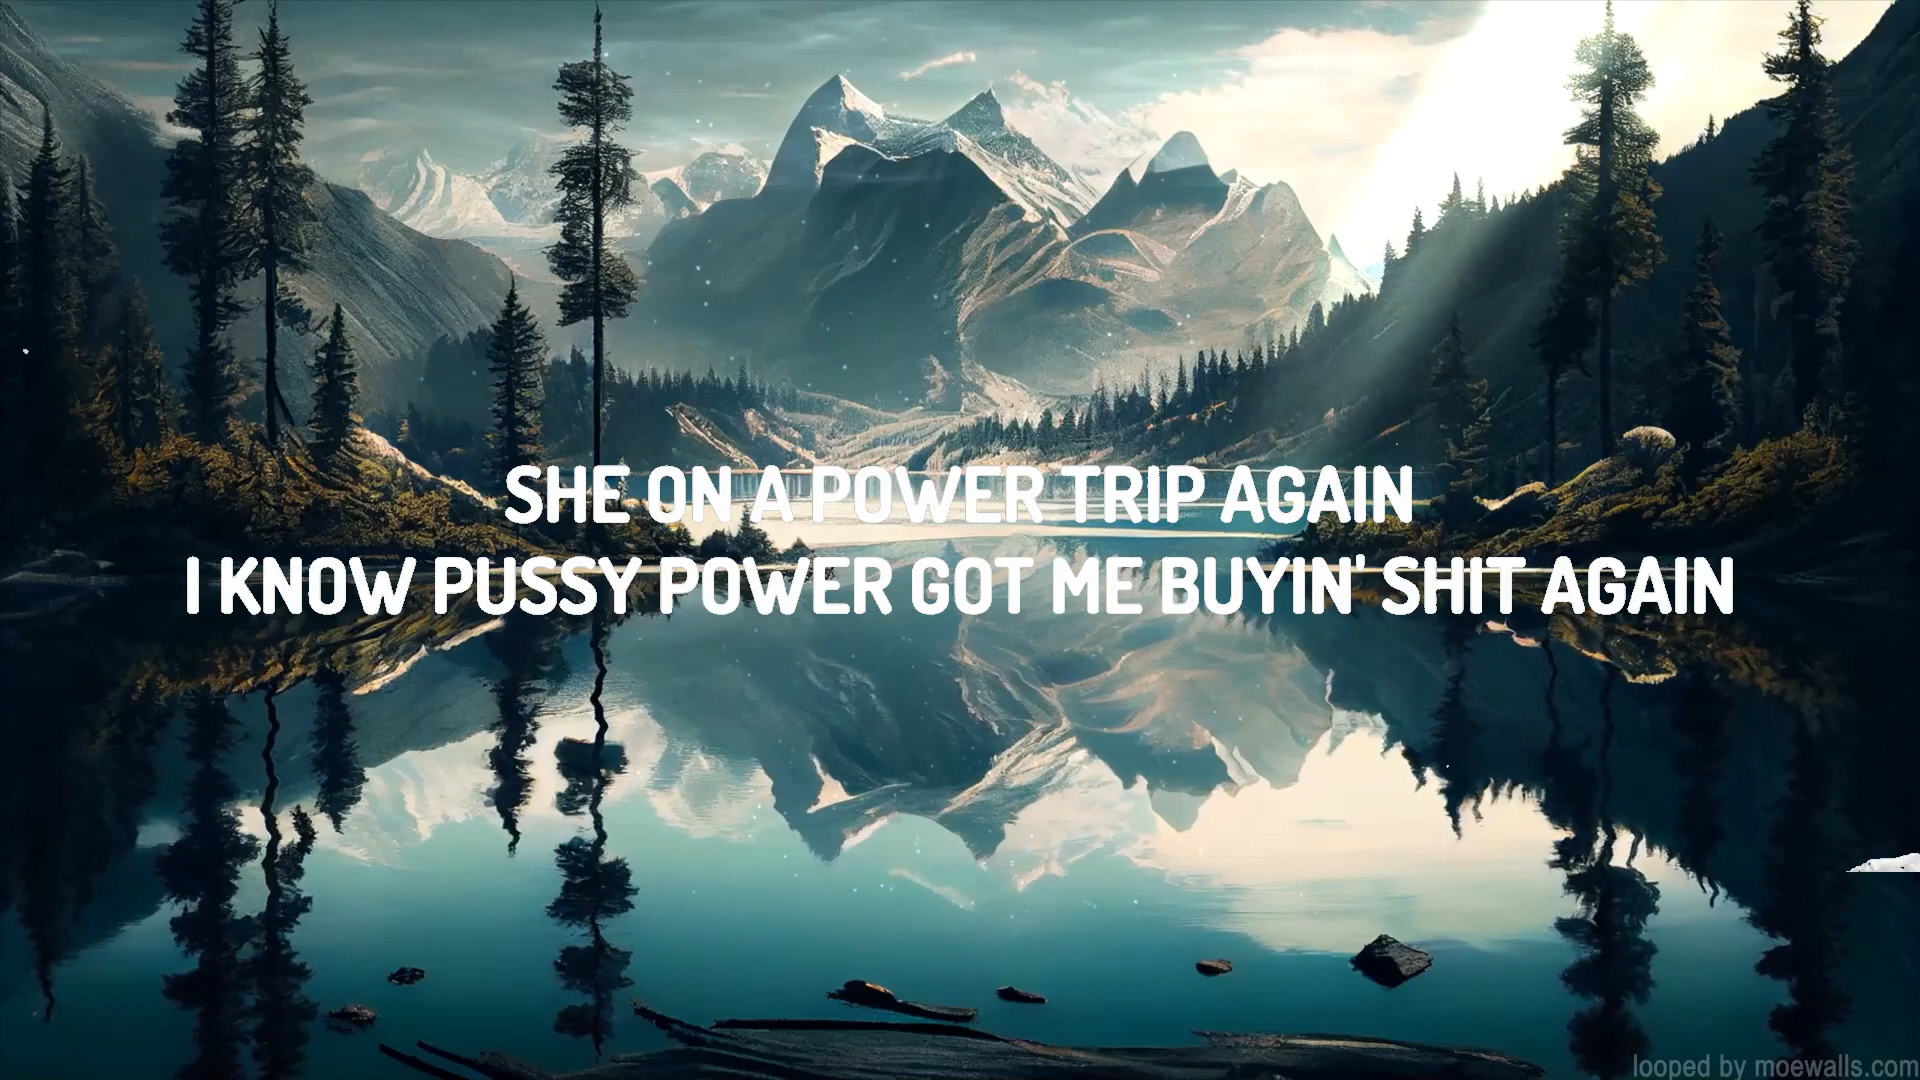 SHE ON A POWER TRIP AGAIN
I KNOW PUSSY POWER GOT ME BUYIN' SHIT AGAIN
looped by moewalls.com